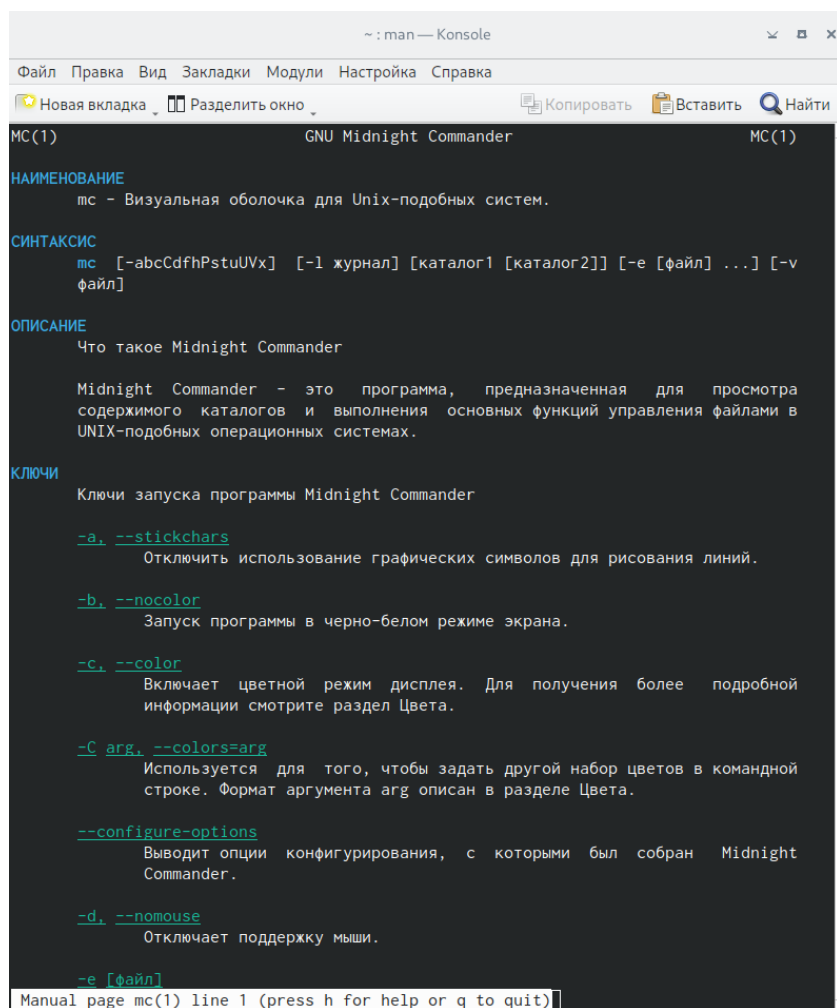 ~ : man — Konsole
Файл Правка Вид Закладки Модули Настройка Справка
Новая вкладка Разделить окно Копировать Вставить Найти
MC(1) GNU Midnight Commander MC(1)
НАИМЕНОВАНИЕ
mc - Визуальная оболочка для Unix-подобных систем.
СИНТАКСИС
mc [-abcCdfhPstuUVx] [-l журнал] [каталог1 [каталог2]] [-e [файл] ...] [-v
файл]
ОПИСАНИЕ
Что такое Midnight Commander
Midnight Commander - это программа, предназначенная для просмотра
содержимого каталогов и выполнения основных функций управления файлами в
UNIX-подобных операционных системах.
КЛЮЧИ
Ключи запуска программы Midnight Commander
-a, --stickchars
Отключить использование графических символов для рисования линий.
-b, --nocolor
Запуск программы в черно-белом режиме экрана.
-c, --color
Включает цветной режим дисплея. Для получения более подробной
информации смотрите раздел Цвета.
-C arg, --colors=arg
Используется для того, чтобы задать другой набор цветов в командной
строке. Формат аргумента arg описан в разделе Цвета.
--configure-options
Выводит опции конфигурирования, с которыми был собран Midnight
Commander.
-d, --nomouse
Отключает поддержку мыши.
-e [файл]
Manual page mc(1) line 1 (press h for help or q to quit)